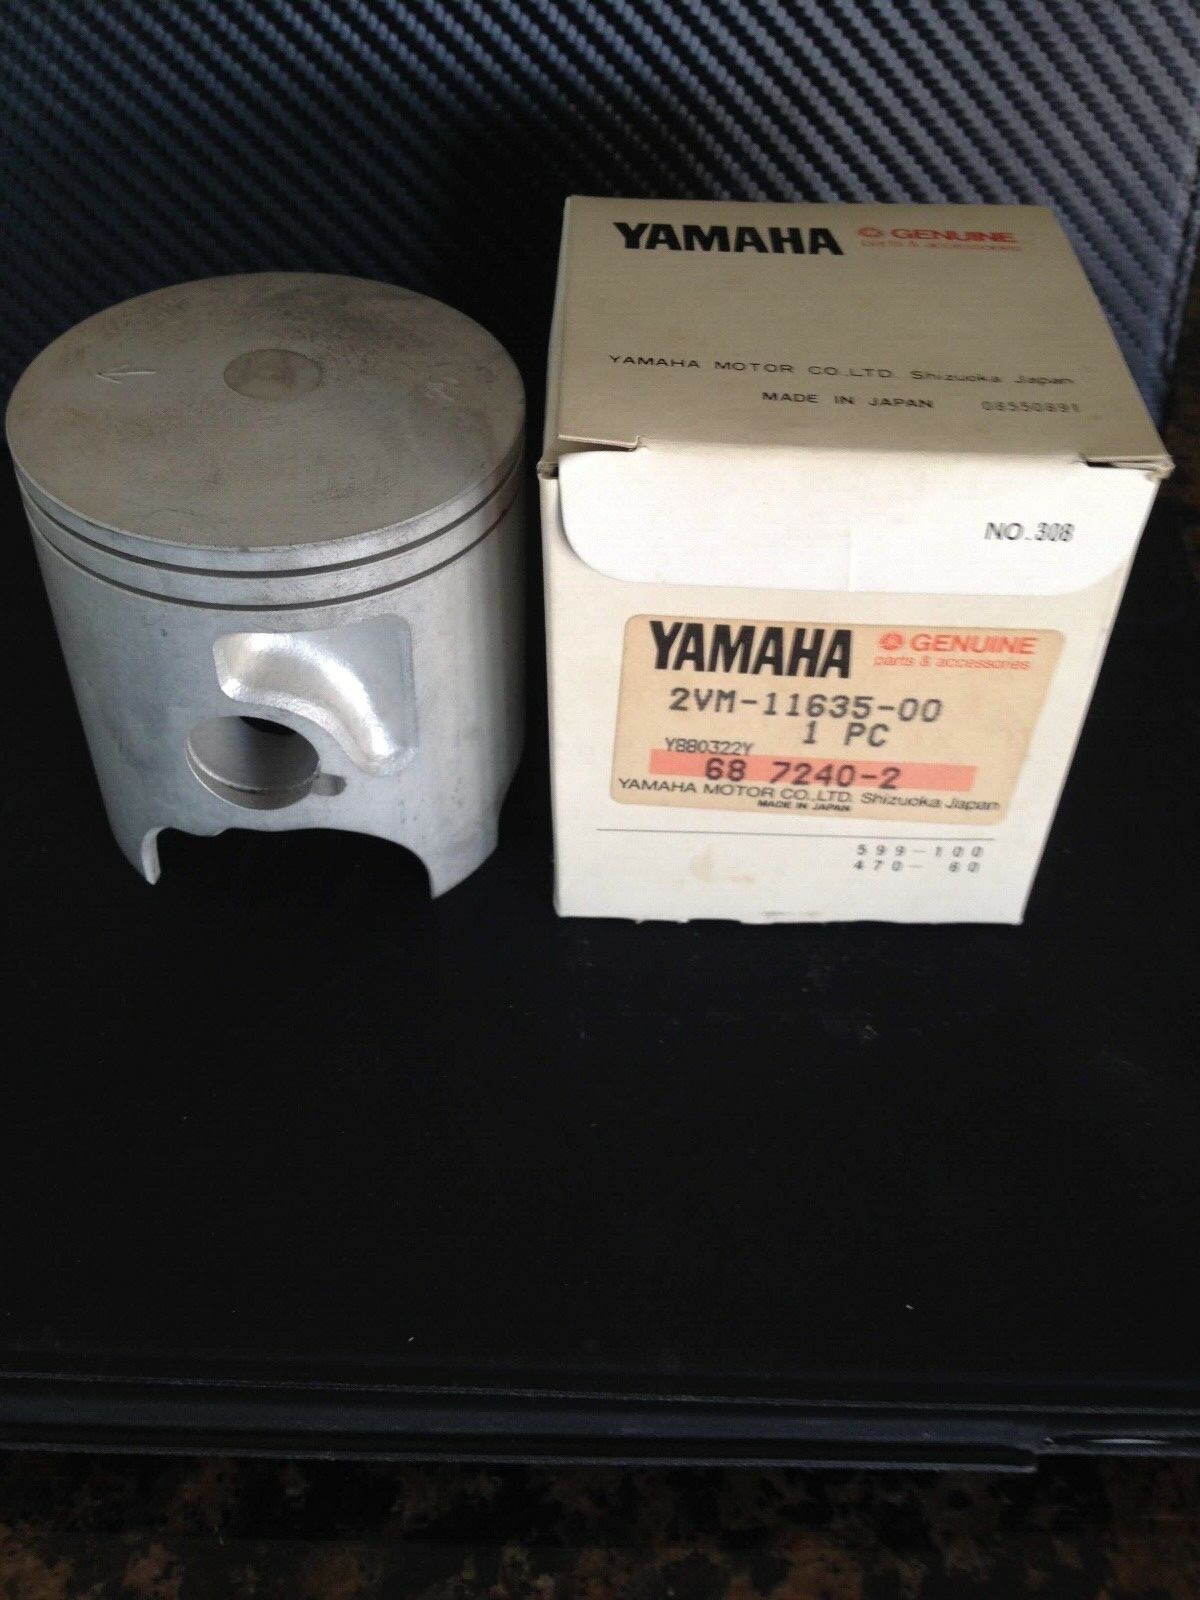 YAMAHA GENUINE
parts & accessories
YAMAHA MOTOR CO.,LTD. Shizuoka Japan
MADE IN JAPAN 08550891
NO. 308
YAMAHA GENUINE
parts & accessories
2VM-11635-00
1 PC
YBB0322Y
68 7240-2
YAMAHA MOTOR CO.,LTD. Shizuoka Japan
MADE IN JAPAN
599-100
470- 60